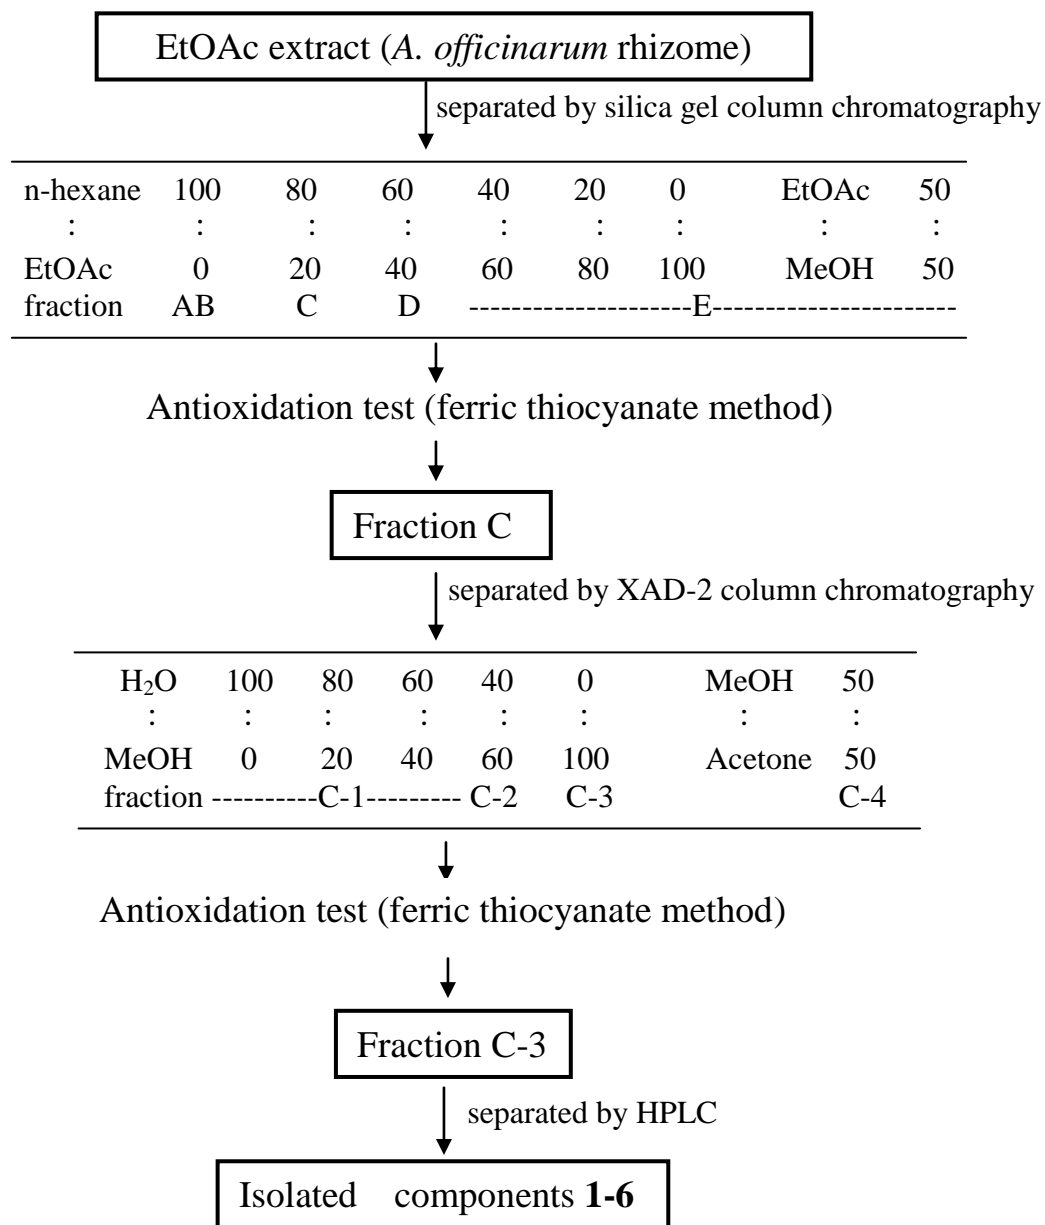 EtOAc extract (A. officinarum rhizome)
separated by silica gel column chromatography
n-hexane 100 80 60 40 20 0 EtOAc 50
: : : : : : : : :
EtOAc 0 20 40 60 80 100 MeOH 50
fraction AB C D ---------------------E-----------------------
Antioxidation test (ferric thiocyanate method)
Fraction C
separated by XAD-2 column chromatography
H₂O 100 80 60 40 0 MeOH 50
: : : : : : : :
MeOH 0 20 40 60 100 Acetone 50
fraction ----------C-1--------- C-2 C-3 C-4
Antioxidation test (ferric thiocyanate method)
Fraction C-3
separated by HPLC
Isolated components 1-6